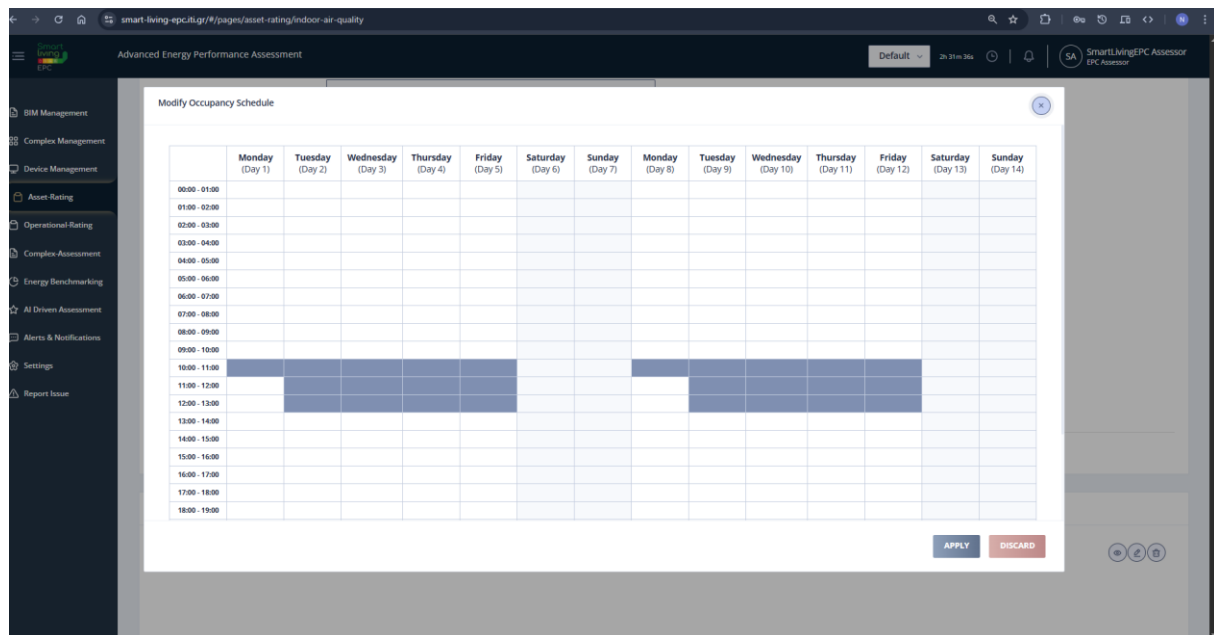 smart-living-epc.iti.gr/#/pages/asset-rating/indoor-air-quality
N
Smart
living
EPC
Advanced Energy Performance Assessment
Default
2h 31m 36s
SA
SmartLivingEPC Assessor
EPC Assessor
BIM Management
Complex Management
Device Management
Asset-Rating
Operational-Rating
Complex-Assessment
Energy Benchmarking
AI Driven Assessment
Alerts & Notifications
Settings
Report Issue
Modify Occupancy Schedule
Monday Tuesday Wednesday Thursday Friday Saturday Sunday Monday Tuesday Wednesday Thursday Friday Saturday Sunday
(Day 1) (Day 2) (Day 3) (Day 4) (Day 5) (Day 6) (Day 7) (Day 8) (Day 9) (Day 10) (Day 11) (Day 12) (Day 13) (Day 14)
00:00 - 01:00
01:00 - 02:00
02:00 - 03:00
03:00 - 04:00
04:00 - 05:00
05:00 - 06:00
06:00 - 07:00
07:00 - 08:00
08:00 - 09:00
09:00 - 10:00
10:00 - 11:00
11:00 - 12:00
12:00 - 13:00
13:00 - 14:00
14:00 - 15:00
15:00 - 16:00
16:00 - 17:00
17:00 - 18:00
18:00 - 19:00
APPLY DISCARD